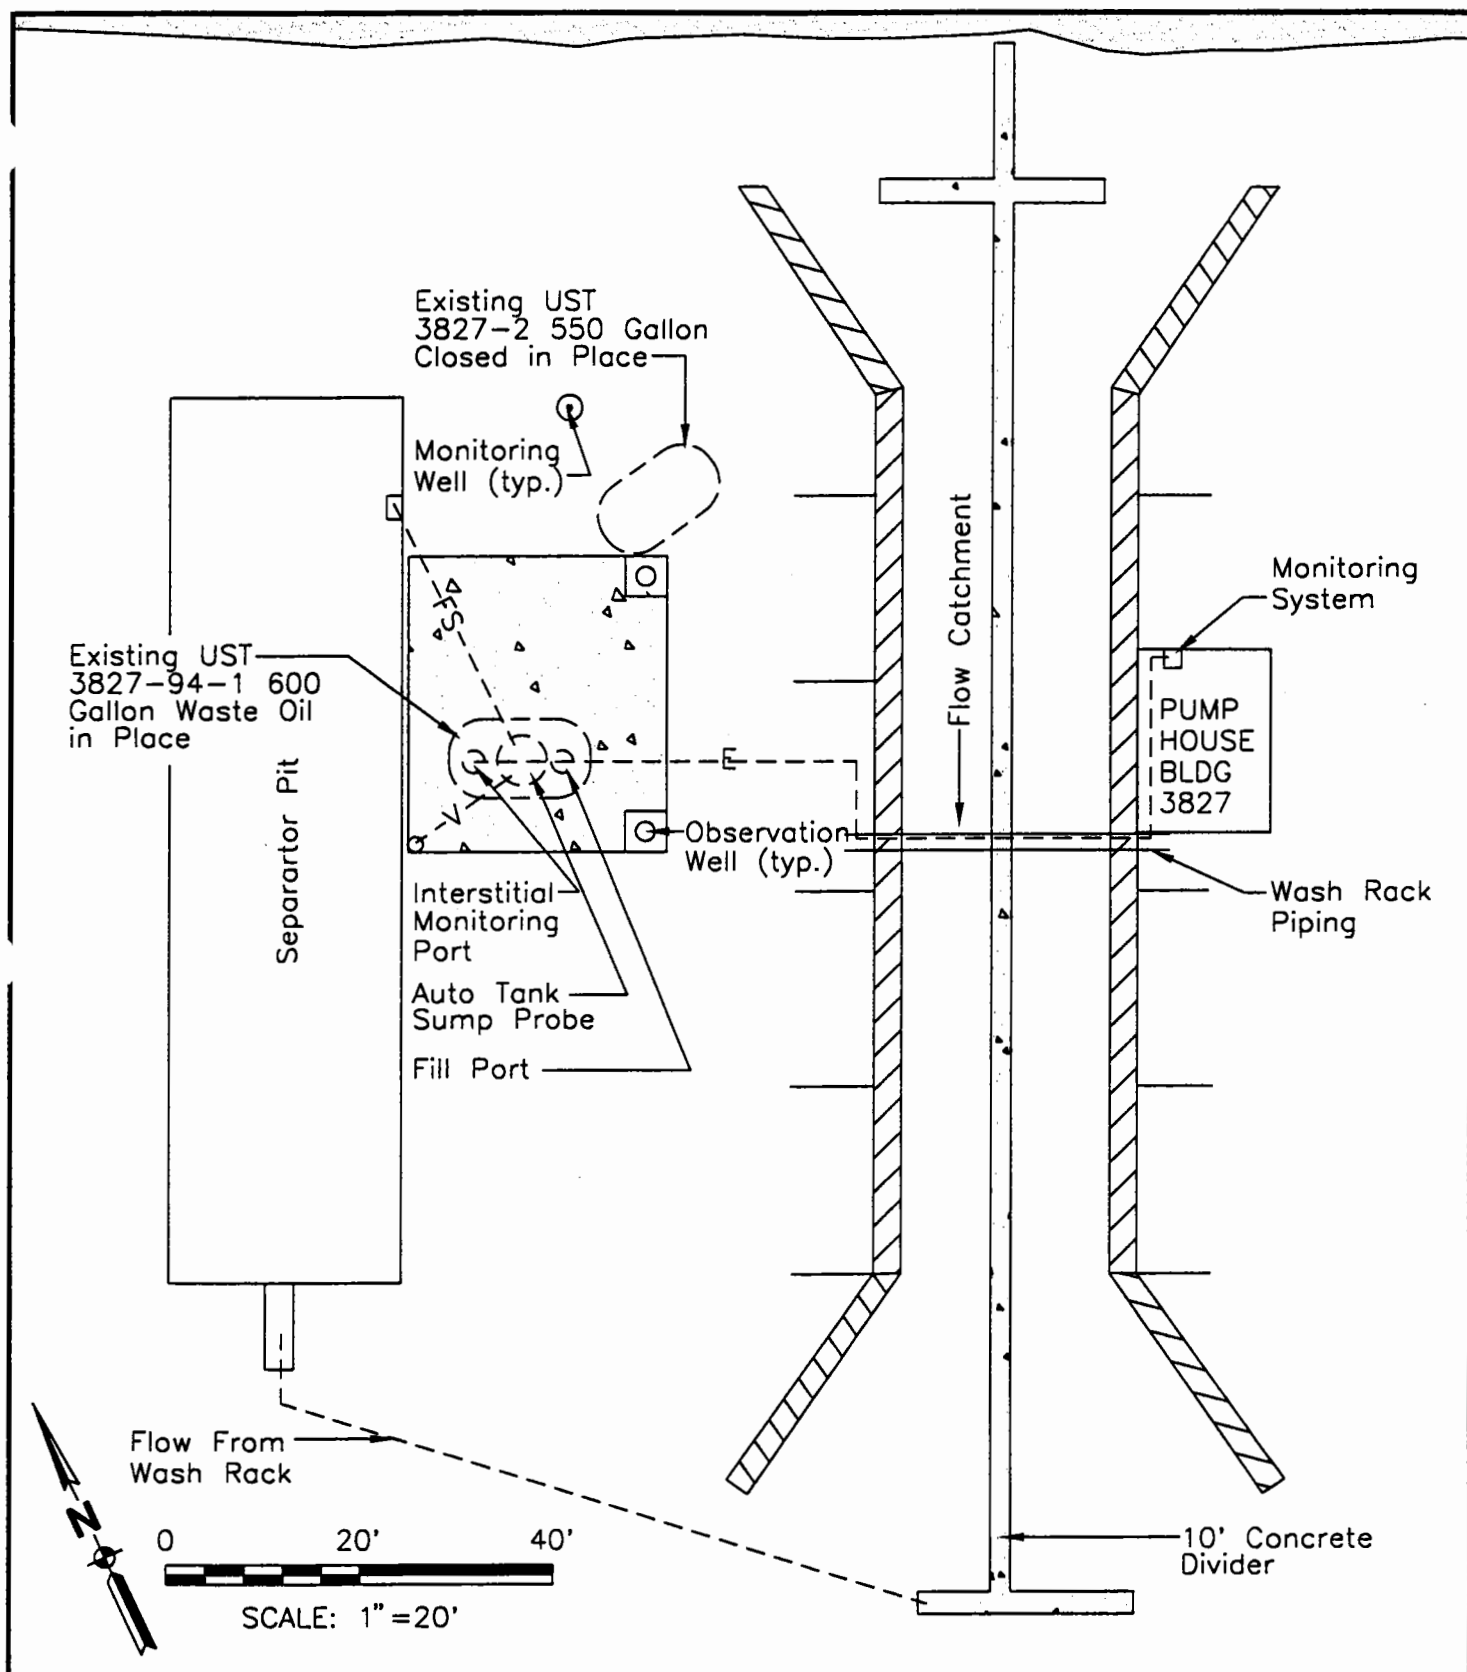 Existing UST
3827-2 550 Gallon
Closed in Place
Monitoring
Well (typ.)
Flow Catchment
Monitoring
System
FS
Existing UST
3827-94-1 600
Gallon Waste Oil
in Place
Separartor Pit
E
V
PUMP
HOUSE
BLDG
3827
Observation
Well (typ.)
Interstitial
Monitoring
Port
Wash Rack
Piping
Auto Tank
Sump Probe
Fill Port
Flow From
Wash Rack
N
0 20' 40'
SCALE: 1"=20'
10' Concrete
Divider